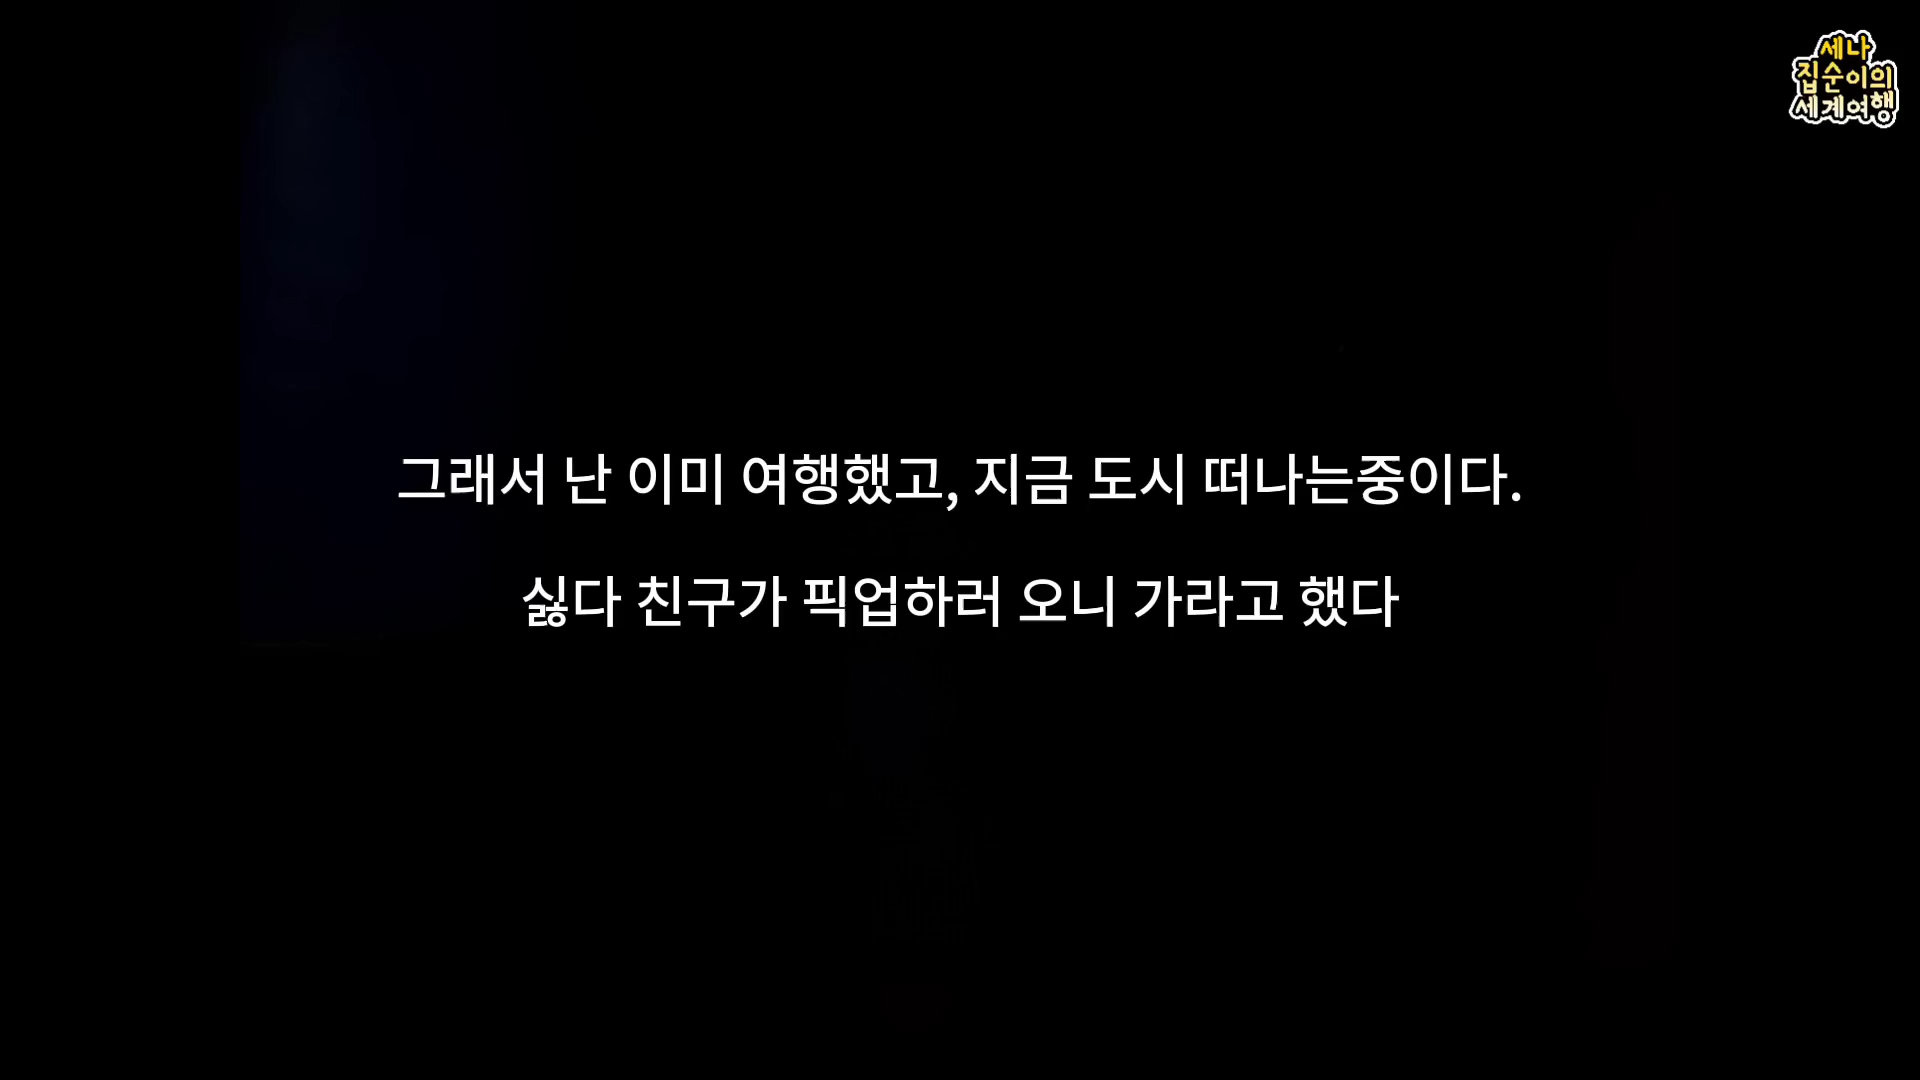 세나
집순이의
세계여행
그래서 난 이미 여행했고, 지금 도시 떠나는중이다.
싫다 친구가 픽업하러 오니 가라고 했다